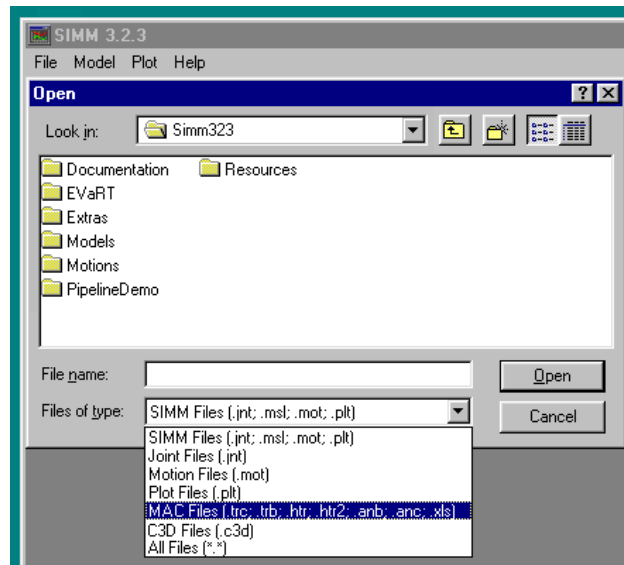 SIMM 3.2.3
File Model Plot Help
Open
Look in: Simm323
Documentation Resources
EVaRT
Extras
Models
Motions
PipelineDemo
File name: Open
Files of type: SIMM Files (.jnt; .msl; .mot; .plt) Cancel
SIMM Files (.jnt; .msl; .mot; .plt)
Joint Files (.jnt)
Motion Files (.mot)
Plot Files (.plt)
MAC Files (.trc; .trb; .htr; .htr2; .anb; .anc; .xls)
C3D Files (.c3d)
All Files (*.*)